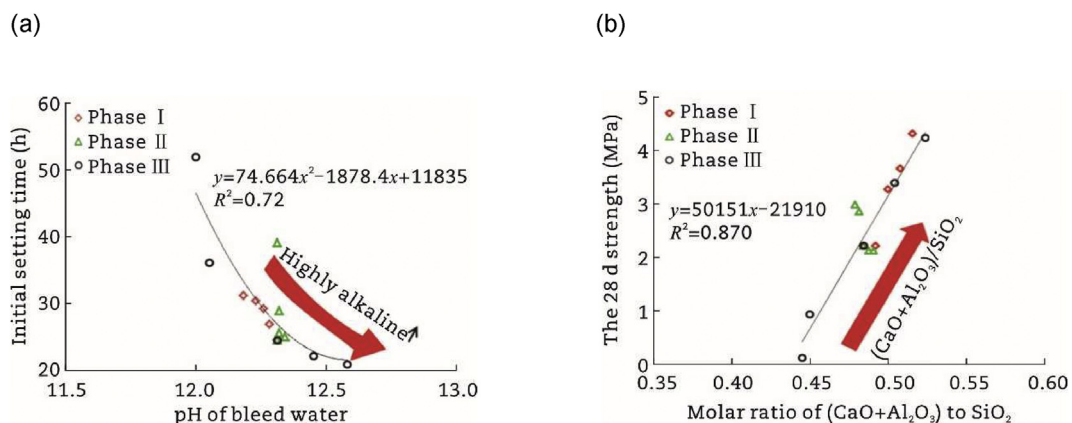 (a)
(b)
Initial setting time (h)
60
50
40
30
20
Phase Ⅰ
Phase Ⅱ
Phase Ⅲ
y=74.664x²−1878.4x+11835
R²=0.72
Highly alkaline
11.5 12.0 12.5 13.0
pH of bleed water
The 28 d strength (MPa)
5
4
3
2
1
0
Phase Ⅰ
Phase Ⅱ
Phase Ⅲ
y=50151x−21910
R²=0.870
(CaO+Al₂O₃)/SiO₂
0.35 0.40 0.45 0.50 0.55 0.60
Molar ratio of (CaO+Al₂O₃) to SiO₂